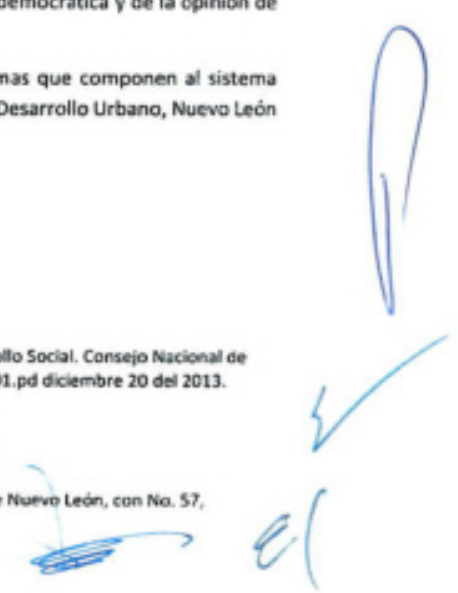 democrática y de la opinión de
mas que componen al sistema
Desarrollo Urbano, Nuevo León
ollo Social. Consejo Nacional de
01.pd diciembre 20 del 2013.
e Nuevo León, con No. 57,